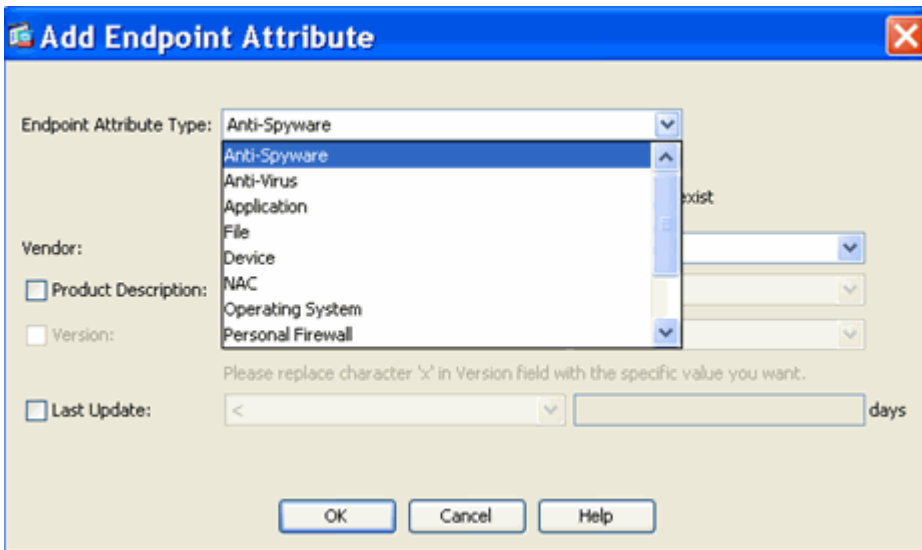 Add Endpoint Attribute
Endpoint Attribute Type: Anti-Spyware
Anti-Spyware
Anti-Virus
Application
exist
File
Vendor:
Device
Product Description:
NAC
Operating System
Version:
Personal Firewall
Please replace character 'x' in Version field with the specific value you want.
Last Update: < days
OK Cancel Help